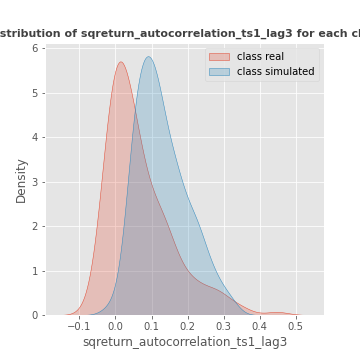 stribution of sqreturn_autocorrelation_ts1_lag3 for each cl
class real
class simulated
6
5
4
3
2
1
0
Density
−0.1 0.0 0.1 0.2 0.3 0.4 0.5
sqreturn_autocorrelation_ts1_lag3